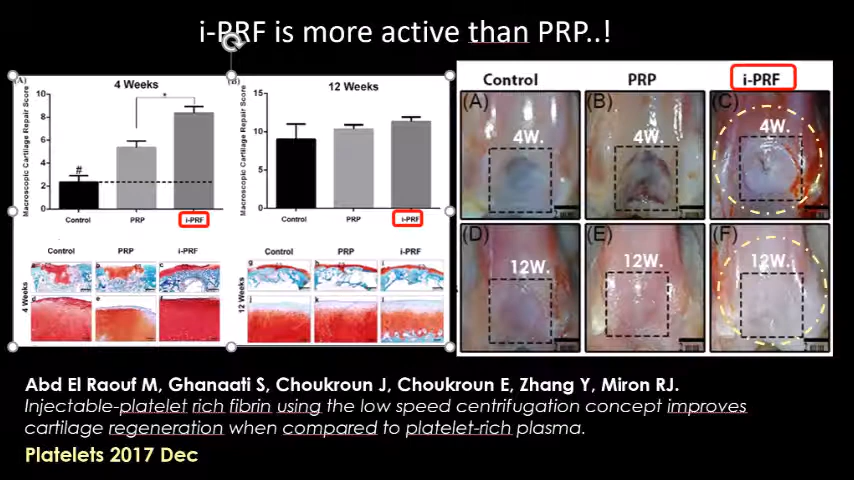 i-PRF is more active than PRP..!
(A)
4 Weeks
*
#
Macroscopic Cartilage Repair Score
10
8
6
4
2
0
Control
PRP
i-PRF
(B)
12 Weeks
Macroscopic Cartilage Repair Score
15
10
5
0
Control
PRP
i-PRF
Control
PRP
i-PRF
4 Weeks
a
b
c
d
e
f
Control
PRP
i-PRF
12 Weeks
g
h
i
j
k
l
Control
PRP
i-PRF
(A)
4W.
(B)
4W.
(C)
4W.
(D)
12W.
(E)
12W.
(F)
12W.
Abd El Raouf M, Ghanaati S, Choukroun J, Choukroun E, Zhang Y, Miron RJ.
Injectable-platelet rich fibrin using the low speed centrifugation concept improves
cartilage regeneration when compared to platelet-rich plasma.
Platelets 2017 Dec